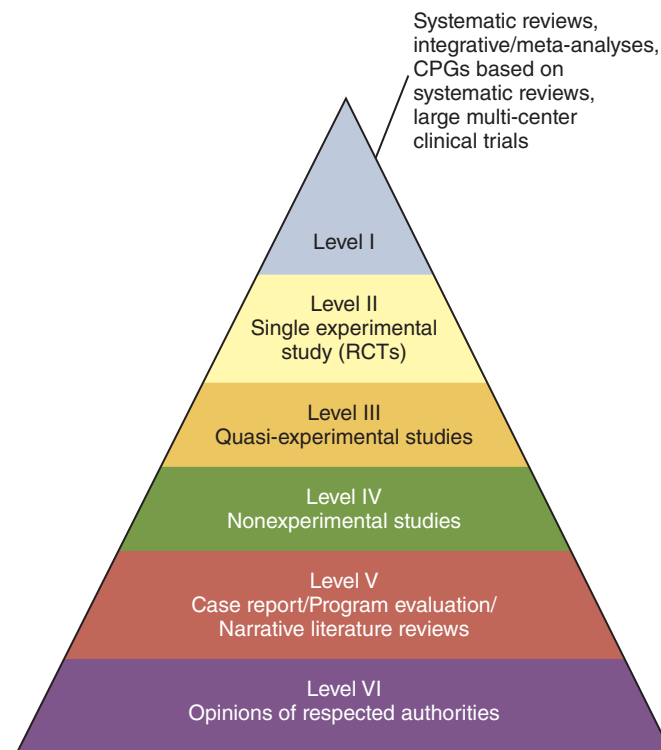 Systematic reviews,
integrative/meta-analyses,
CPGs based on
systematic reviews,
large multi-center
clinical trials
Level I
Level II
Single experimental
study (RCTs)
Level III
Quasi-experimental studies
Level IV
Nonexperimental studies
Level V
Case report/Program evaluation/
Narrative literature reviews
Level VI
Opinions of respected authorities